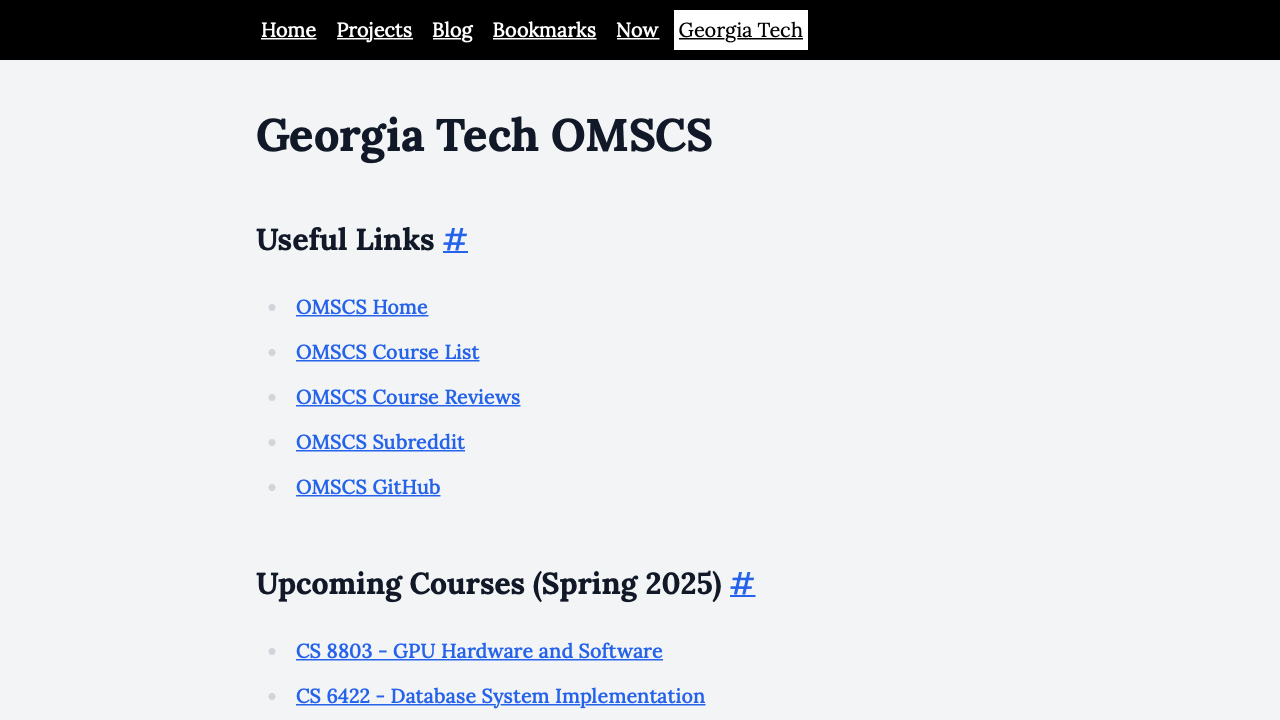 Home Projects Blog Bookmarks Now Georgia Tech
Georgia Tech OMSCS
Useful Links #
OMSCS Home
OMSCS Course List
OMSCS Course Reviews
OMSCS Subreddit
OMSCS GitHub
Upcoming Courses (Spring 2025) #
CS 8803 - GPU Hardware and Software
CS 6422 - Database System Implementation